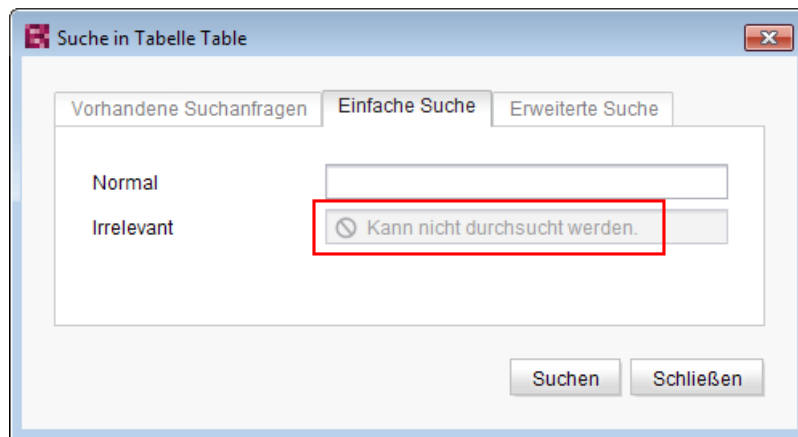 Suche in Tabelle Table
Vorhandene Suchanfragen Einfache Suche Erweiterte Suche
Normal
Irrelevant Kann nicht durchsucht werden.
Suchen Schließen